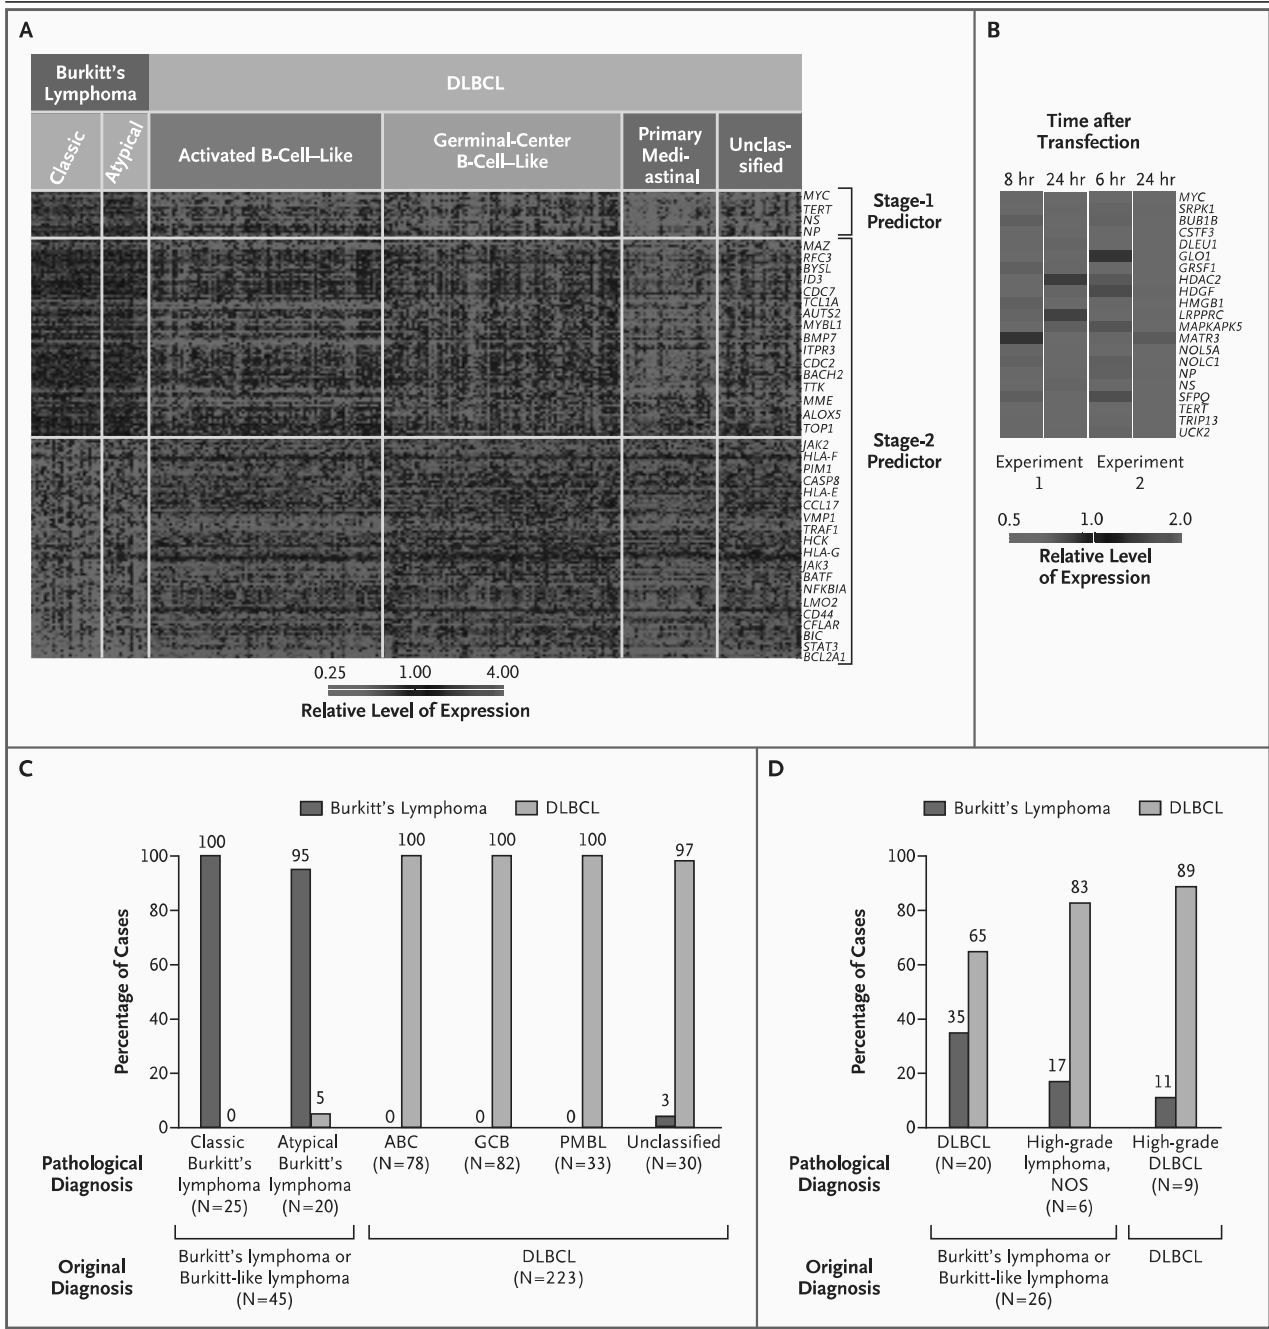 A
Burkitt's
Lymphoma
DLBCL
Classic
Atypical
Activated B-Cell–Like
Germinal-Center
B-Cell–Like
Primary
Medi-
astinal
Unclas-
sified
MYC
TERT
NS
NP
Stage-1
Predictor
MAZ
RFC3
BYSL
ID3
CDC7
TCL1A
AUTS2
MYBL1
BMP7
ITPR3
CDC2
BACH2
TTK
MME
ALOX5
TOP1
JAK2
HLA-F
PIM1
CASP8
HLA-E
CCL17
VMP1
TRAF1
HCK
HLA-G
JAK3
BATF
NFKBIA
LMO2
CD44
CFLAR
BIC
STAT3
BCL2A1
Stage-2
Predictor
0.25 1.00 4.00
Relative Level of Expression
B
Time after
Transfection
8 hr 24 hr 6 hr 24 hr
MYC
SRPK1
BUB1B
CSTF3
DLEU1
GLO1
GRSF1
HDAC2
HDGF
HMGB1
LRPPRC
MAPKAPK5
MATR3
NOL5A
NOLC1
NP
NS
SFPQ
TERT
TRIP13
UCK2
Experiment
1
Experiment
2
0.5 1.0 2.0
Relative Level
of Expression
C
Burkitt's Lymphoma DLBCL
Percentage of Cases
100
80
60
40
20
0
100 0
95 5
0 100
0 100
0 100
3 97
Pathological
Diagnosis
Classic
Burkitt's
lymphoma
(N=25)
Atypical
Burkitt's
lymphoma
(N=20)
ABC
(N=78)
GCB
(N=82)
PMBL
(N=33)
Unclassified
(N=30)
Original
Diagnosis
Burkitt's lymphoma or
Burkitt-like lymphoma
(N=45)
DLBCL
(N=223)
D
Burkitt's Lymphoma DLBCL
Percentage of Cases
100
80
60
40
20
0
35 65
17 83
11 89
Pathological
Diagnosis
DLBCL
(N=20)
High-grade
lymphoma,
NOS
(N=6)
High-grade
DLBCL
(N=9)
Original
Diagnosis
Burkitt's lymphoma or
Burkitt-like lymphoma
(N=26)
DLBCL